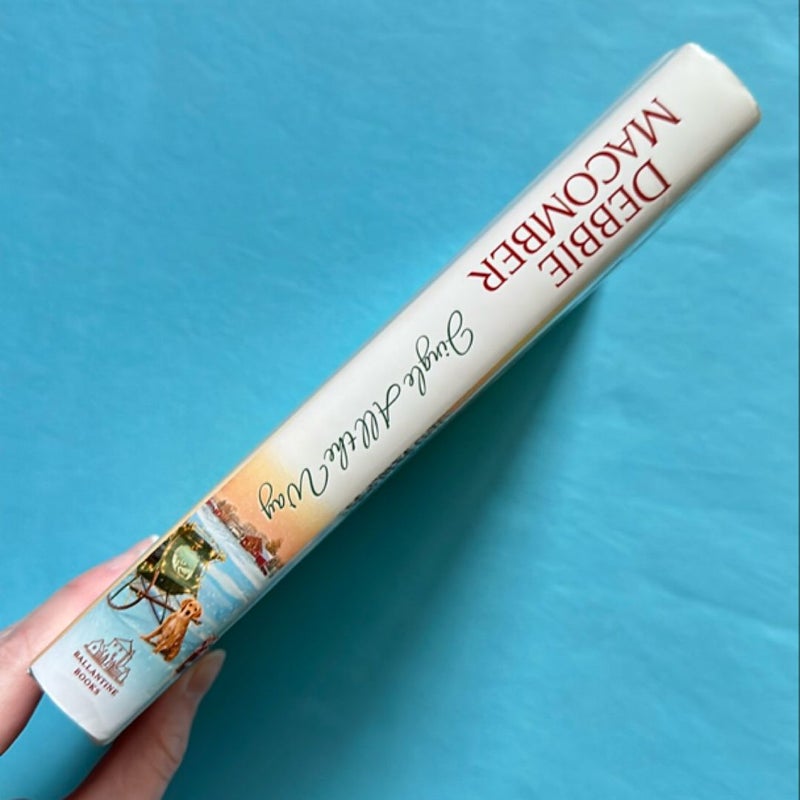 DEBBIE
MACOMBER
Jingle All the Way
BALLANTINE
BOOKS